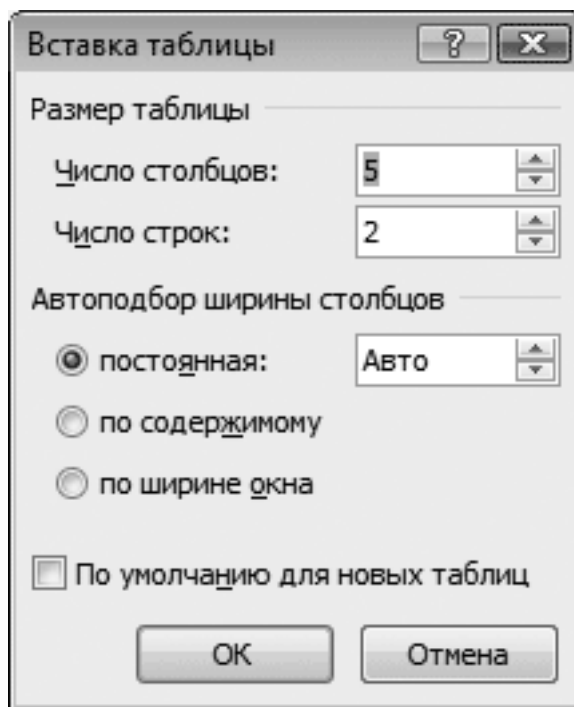 Вставка таблицы
Размер таблицы
Число столбцов: 5
Число строк: 2
Автоподбор ширины столбцов
постоянная: Авто
по содержимому
по ширине окна
По умолчанию для новых таблиц
ОК Отмена